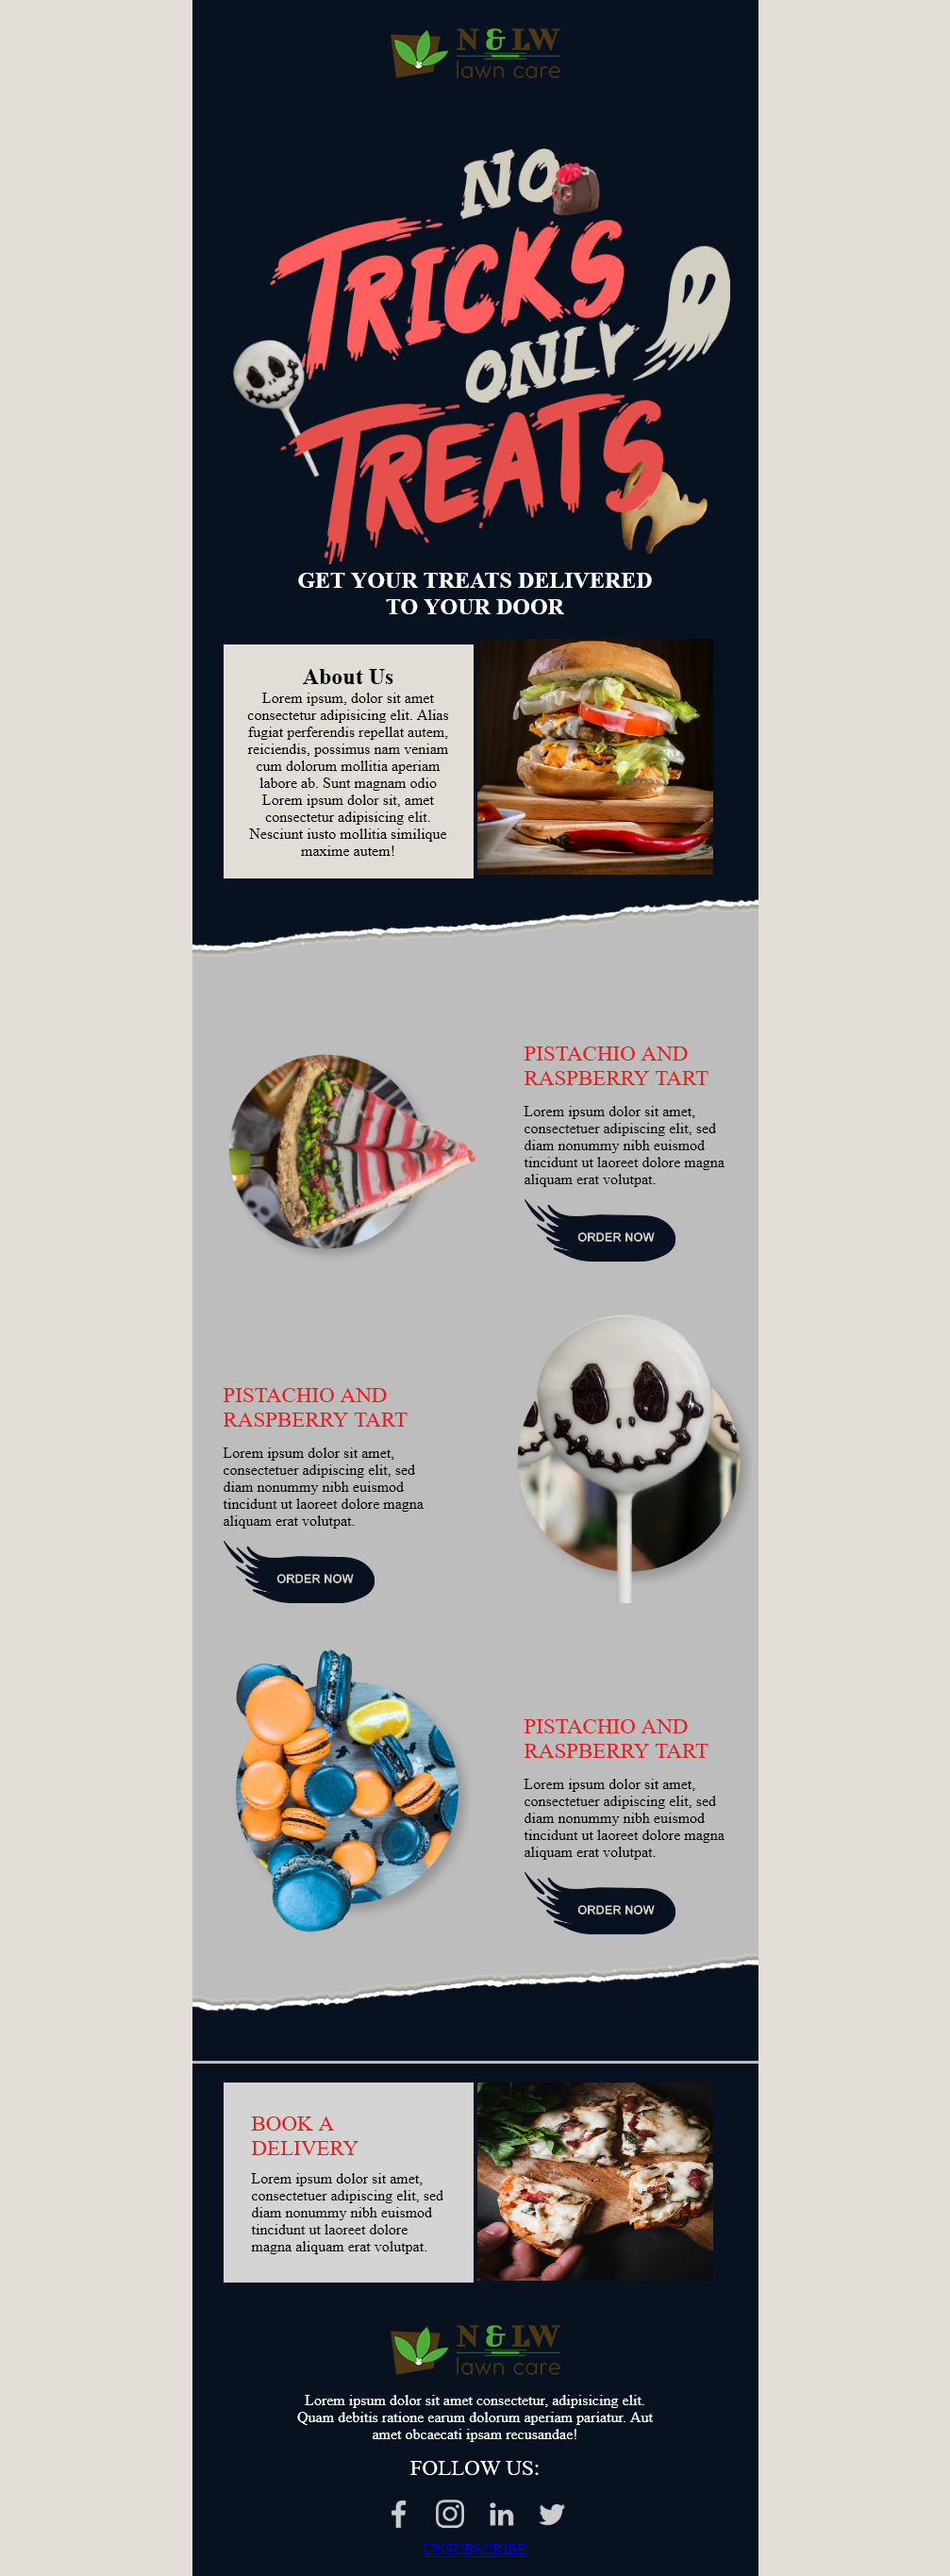 N & LW
lawn care
NO
TRICKS
ONLY
TREATS
GET YOUR TREATS DELIVERED
TO YOUR DOOR
About Us
Lorem ipsum, dolor sit amet
consectetur adipisicing elit. Alias
fugiat perferendis repellat autem,
reiciendis, possimus nam veniam
cum dolorum mollitia aperiam
labore ab. Sunt magnam odio
Lorem ipsum dolor sit, amet
consectetur adipisicing elit.
Nesciunt iusto mollitia similique
maxime autem!
PISTACHIO AND
RASPBERRY TART
Lorem ipsum dolor sit amet,
consectetuer adipiscing elit, sed
diam nonummy nibh euismod
tincidunt ut laoreet dolore magna
aliquam erat volutpat.
ORDER NOW
PISTACHIO AND
RASPBERRY TART
Lorem ipsum dolor sit amet,
consectetuer adipiscing elit, sed
diam nonummy nibh euismod
tincidunt ut laoreet dolore magna
aliquam erat volutpat.
ORDER NOW
PISTACHIO AND
RASPBERRY TART
Lorem ipsum dolor sit amet,
consectetuer adipiscing elit, sed
diam nonummy nibh euismod
tincidunt ut laoreet dolore magna
aliquam erat volutpat.
ORDER NOW
BOOK A
DELIVERY
Lorem ipsum dolor sit amet,
consectetuer adipiscing elit, sed
diam nonummy nibh euismod
tincidunt ut laoreet dolore
magna aliquam erat volutpat.
N & LW
lawn care
Lorem ipsum dolor sit amet consectetur, adipisicing elit.
Quam debitis ratione earum dolorum aperiam pariatur. Aut
amet obcaecati ipsam recusandae!
FOLLOW US:
UNSUBSCRIBE